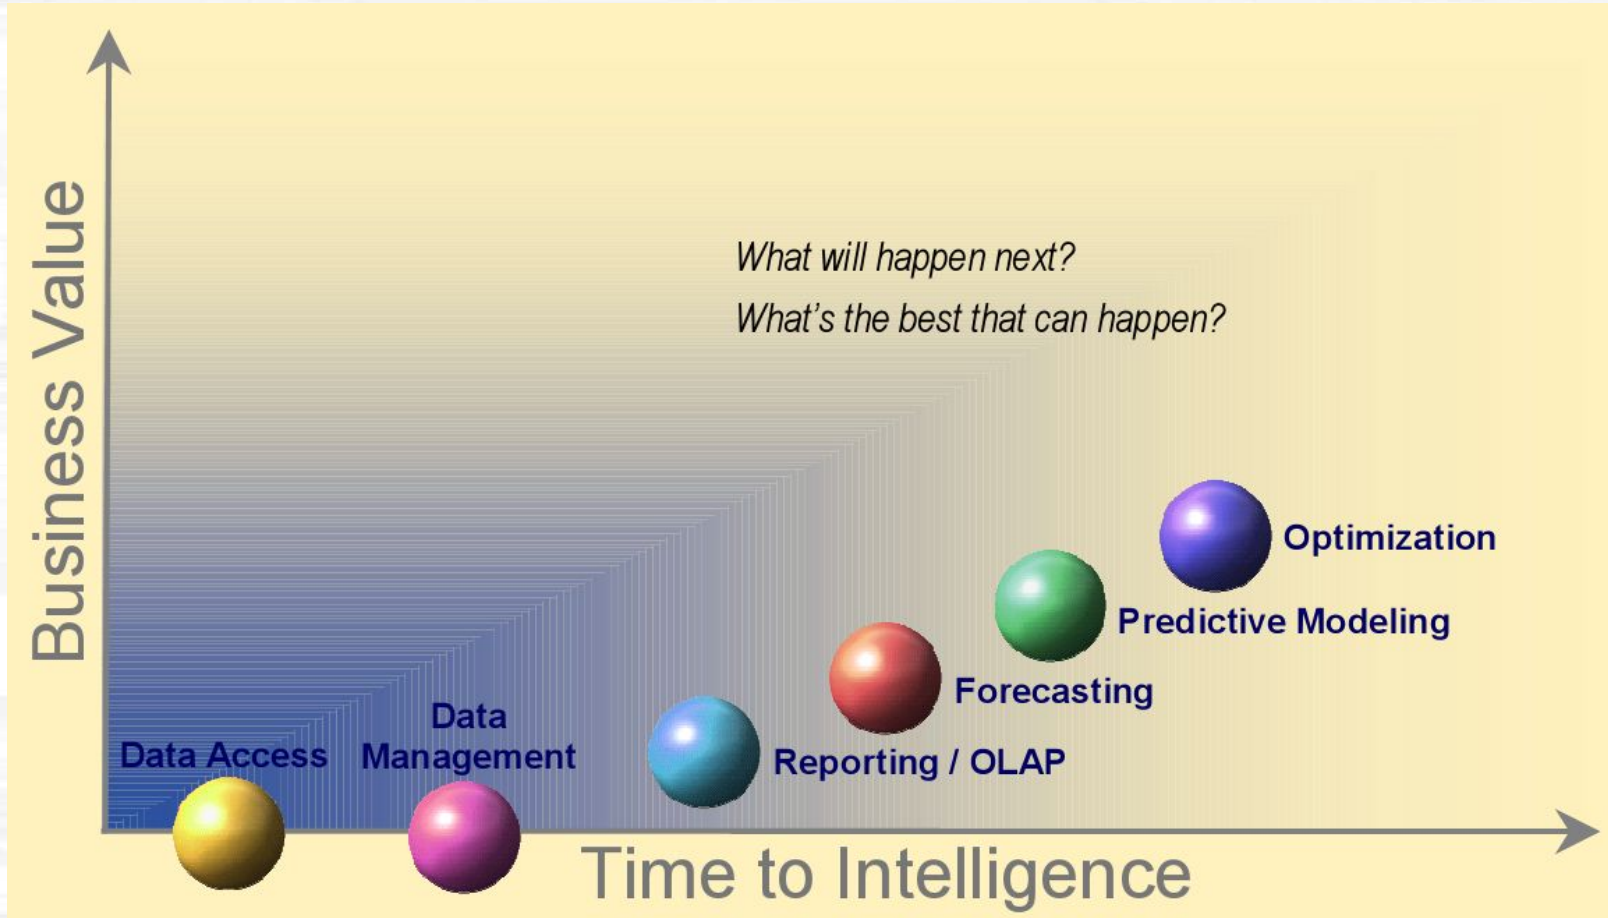 Business Value
What will happen next?
What's the best that can happen?
Optimization
Predictive Modeling
Forecasting
Data
Management
Data Access
Reporting / OLAP
Time to Intelligence